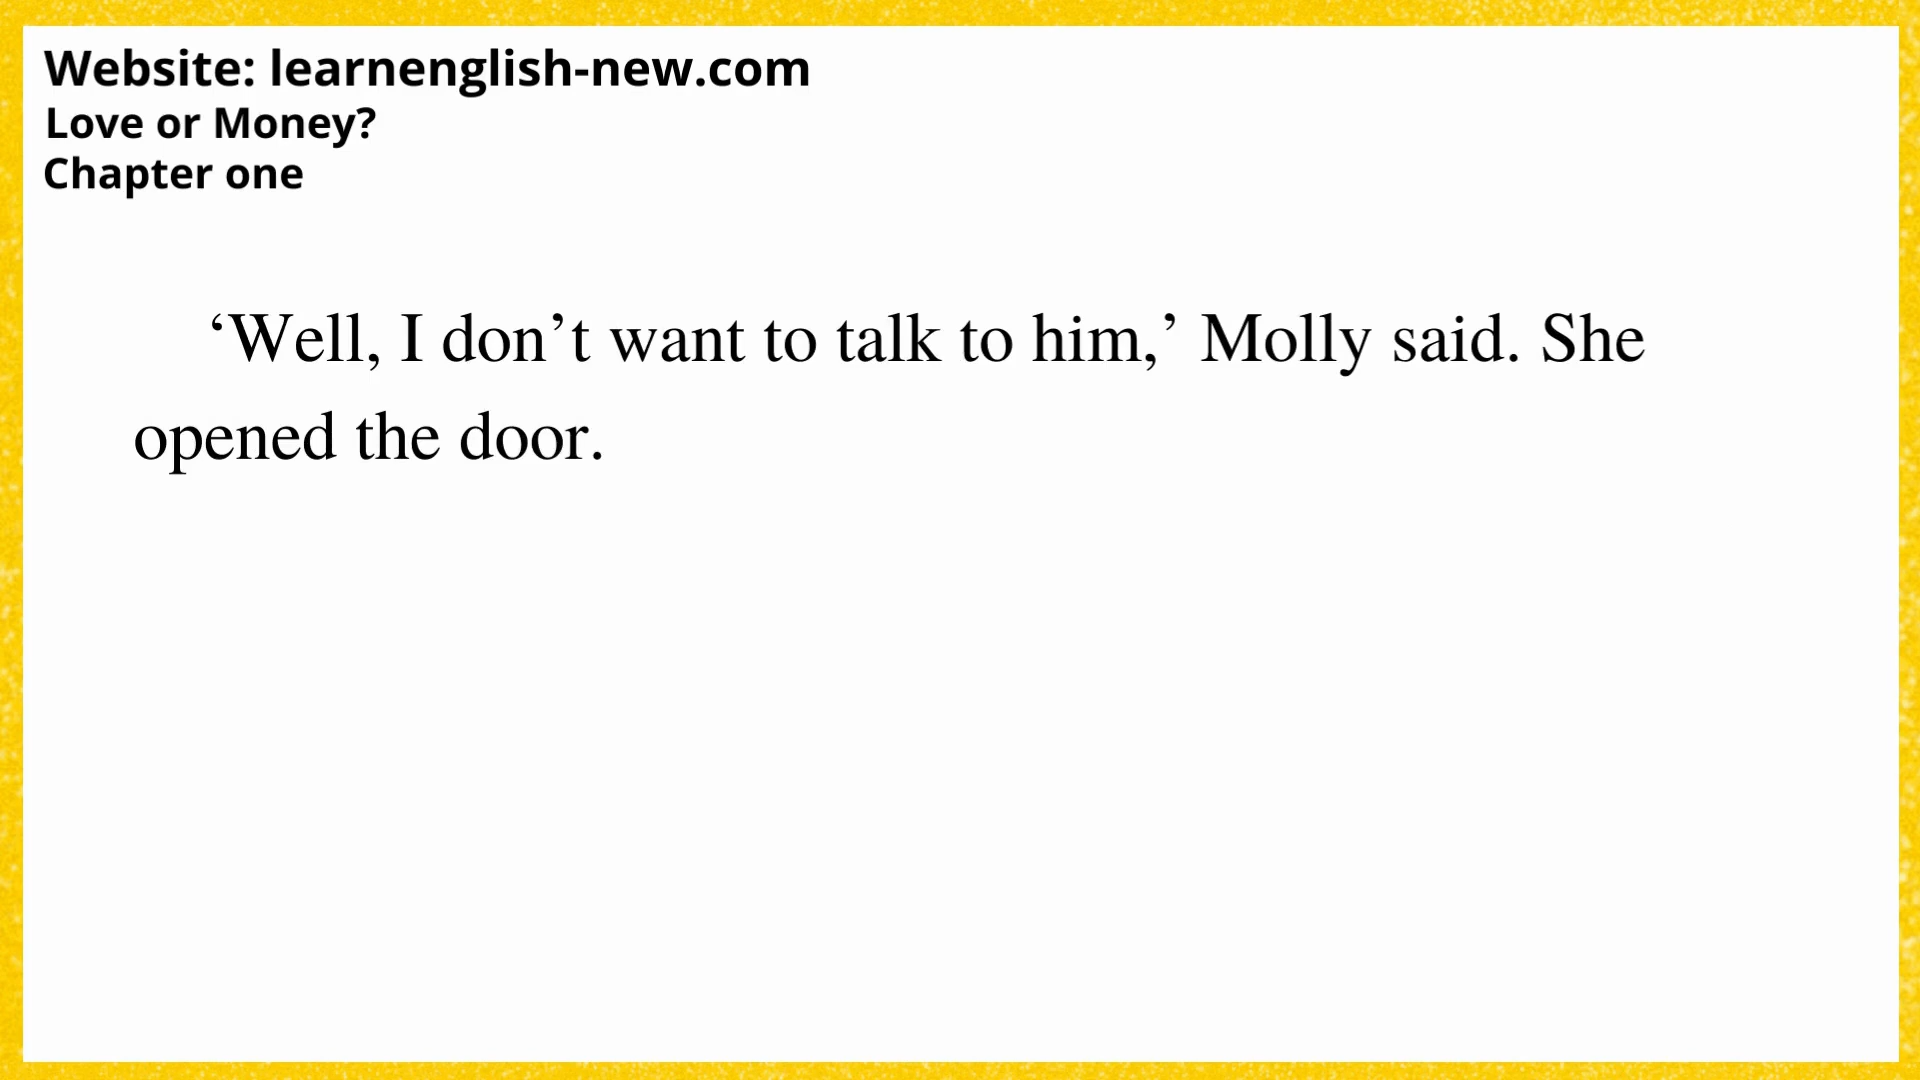 Website: learnenglish-new.com
Love or Money?
Chapter one
‘Well, I don’t want to talk to him,’ Molly said. She
opened the door.